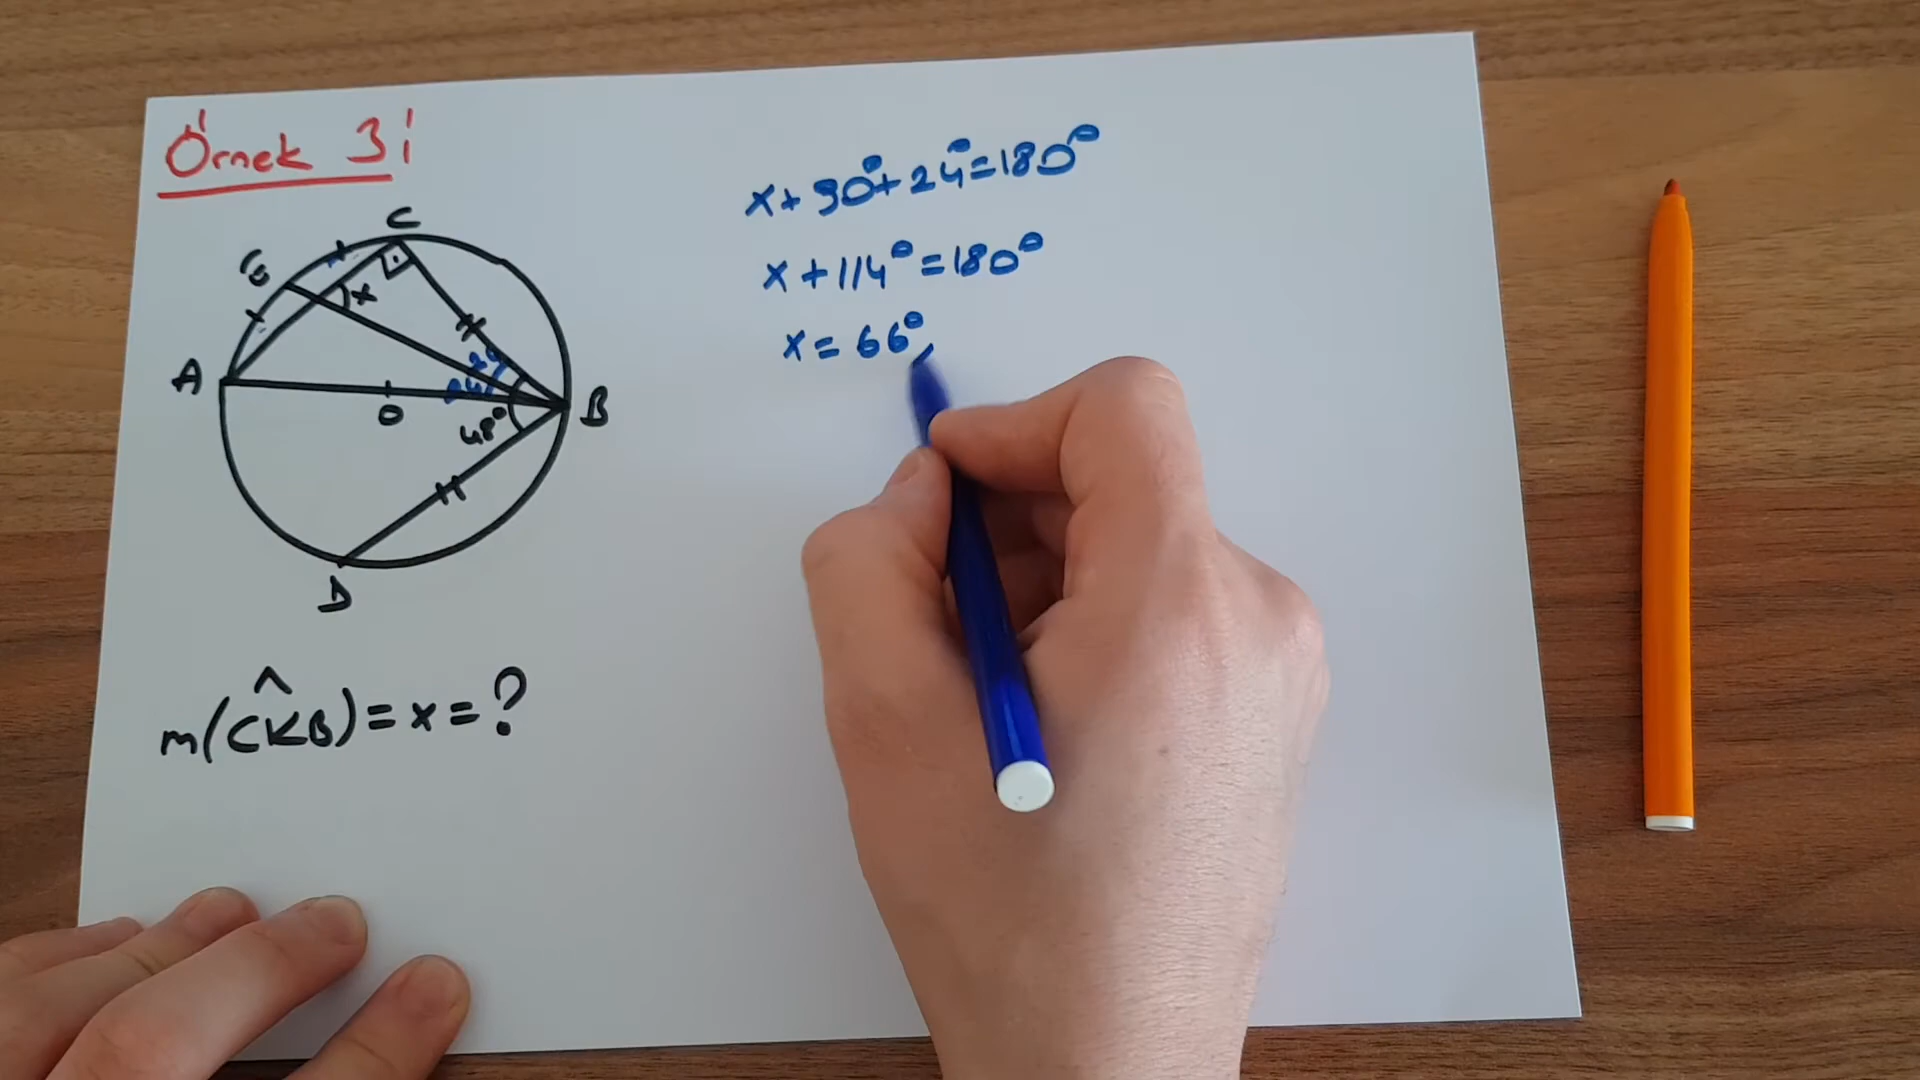 Örnek 3:
C
E
x
A
O
24
24
48°
B
D
m(CKB)=x=?
x+90°+24°=180°
x+114°=180°
x=66°